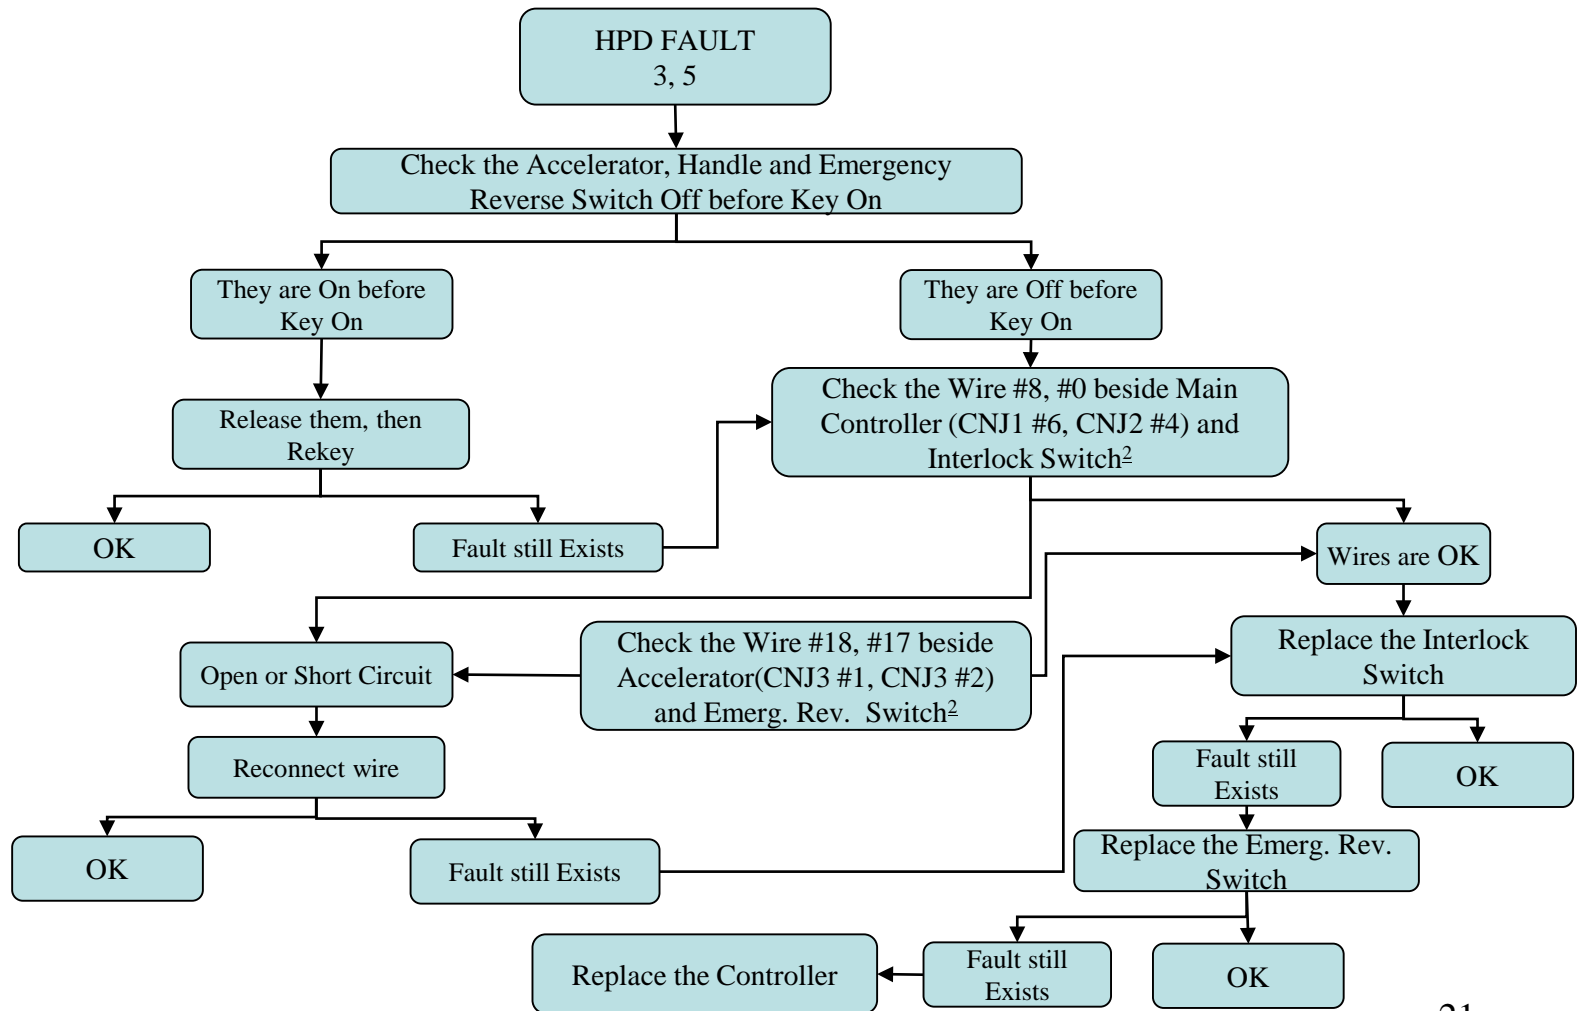 HPD FAULT
3, 5
Check the Accelerator, Handle and Emergency
Reverse Switch Off before Key On
They are On before
Key On
They are Off before
Key On
Release them, then
Rekey
Check the Wire #8, #0 beside Main
Controller (CNJ1 #6, CNJ2 #4) and
Interlock Switch2
OK
Fault still Exists
Wires are OK
Open or Short Circuit
Check the Wire #18, #17 beside
Accelerator(CNJ3 #1, CNJ3 #2)
and Emerg. Rev. Switch2
Replace the Interlock
Switch
Reconnect wire
Fault still
Exists
OK
OK
Fault still Exists
Replace the Emerg. Rev.
Switch
Replace the Controller
Fault still
Exists
OK